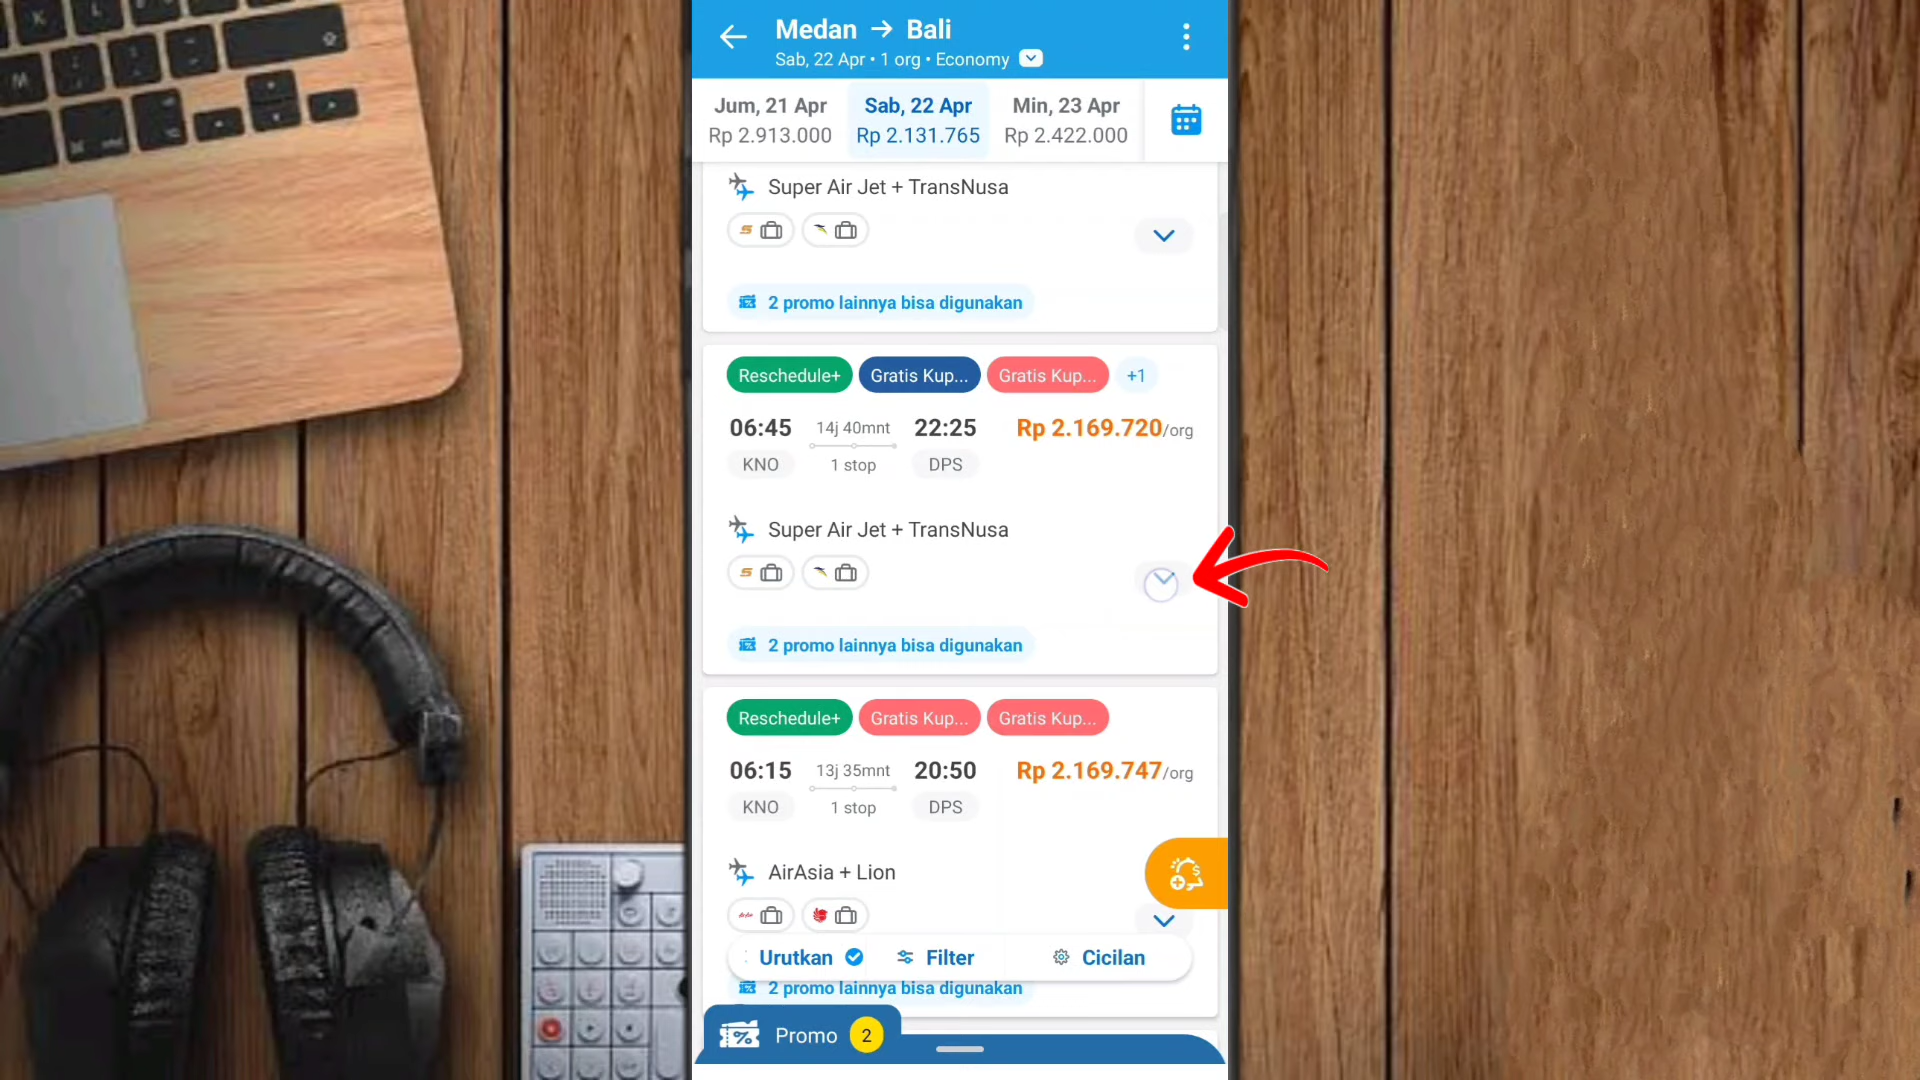 Medan → Bali
Sab, 22 Apr • 1 org • Economy
Jum, 21 Apr Sab, 22 Apr Min, 23 Apr
Rp 2.913.000 Rp 2.131.765 Rp 2.422.000
Super Air Jet + TransNusa
2 promo lainnya bisa digunakan
Reschedule+ Gratis Kup... Gratis Kup... +1
06:45 14j 40mnt 22:25 Rp 2.169.720/org
KNO 1 stop DPS
Super Air Jet + TransNusa
2 promo lainnya bisa digunakan
Reschedule+ Gratis Kup... Gratis Kup...
06:15 13j 35mnt 20:50 Rp 2.169.747/org
KNO 1 stop DPS
AirAsia + Lion
Urutkan Filter Cicilan
2 promo lainnya bisa digunakan
Promo 2